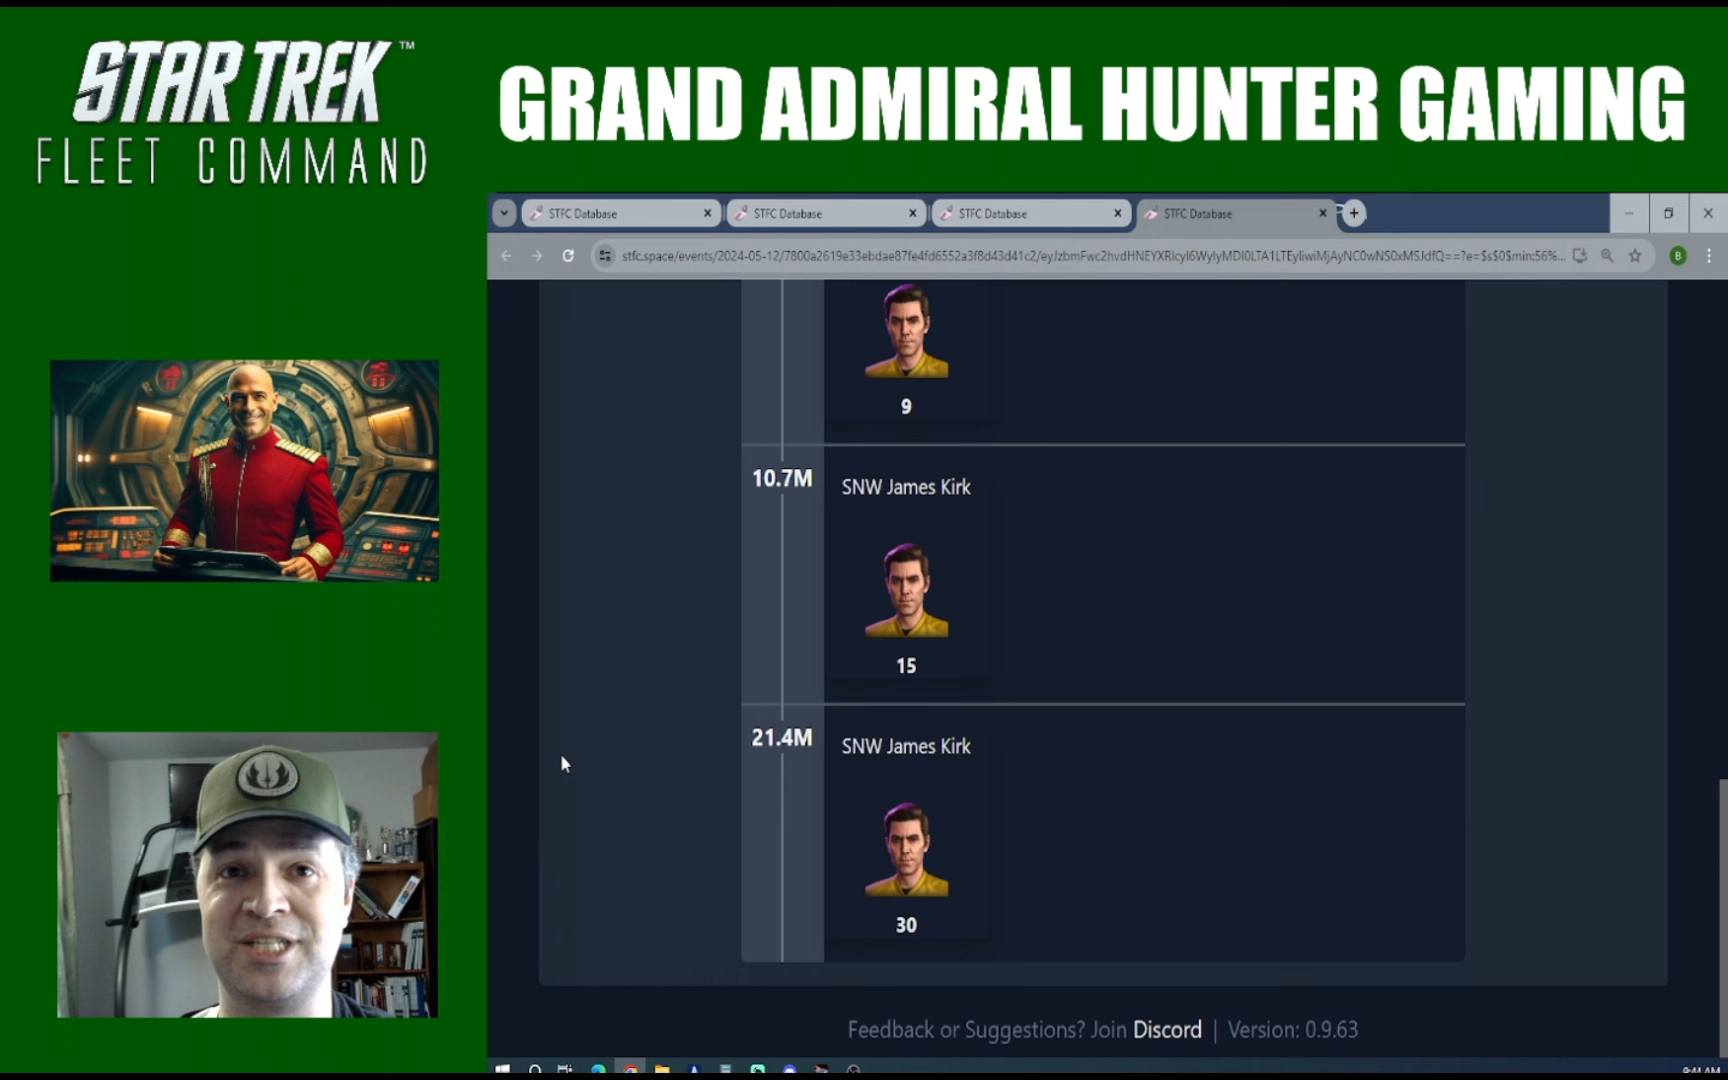 STAR TREK™
FLEET COMMAND
GRAND ADMIRAL HUNTER GAMING
STFC Database
STFC Database
STFC Database
STFC Database
9
10.7M
SNW James Kirk
15
21.4M
SNW James Kirk
30
Feedback or Suggestions? Join Discord | Version: 0.9.63